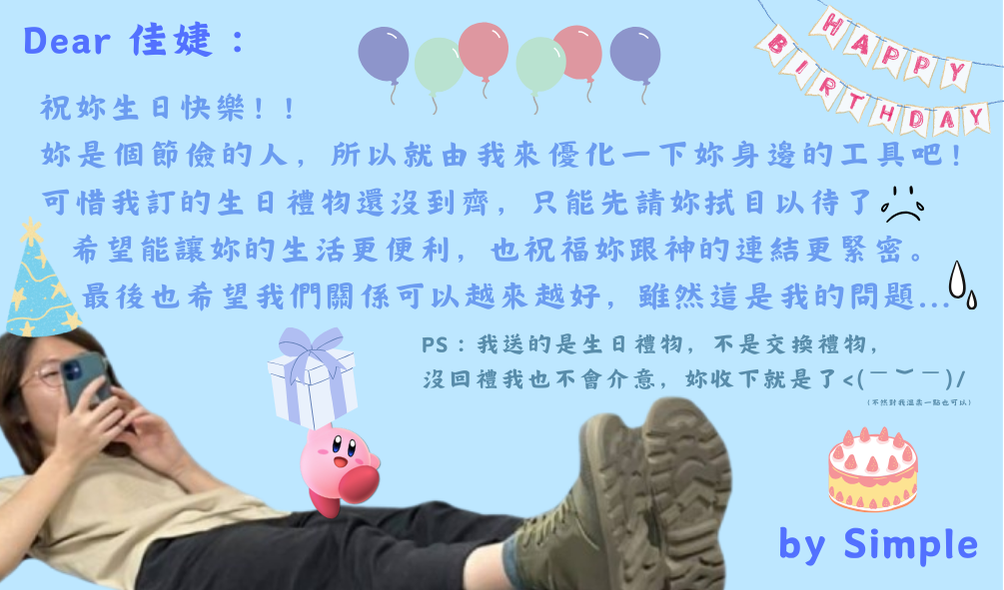 Dear 佳婕：
HAPPY
BIRTHDAY
祝妳生日快樂！！
妳是個節儉的人，所以就由我來優化一下妳身邊的工具吧！
可惜我訂的生日禮物還沒到齊，只能先請妳拭目以待了
希望能讓妳的生活更便利，也祝福妳跟神的連結更緊密。
最後也希望我們關係可以越來越好，雖然這是我的問題...
PS：我送的是生日禮物，不是交換禮物，
沒回禮我也不會介意，妳收下就是了<(￣︶￣)/
（不然對我溫柔一點也可以）
by Simple